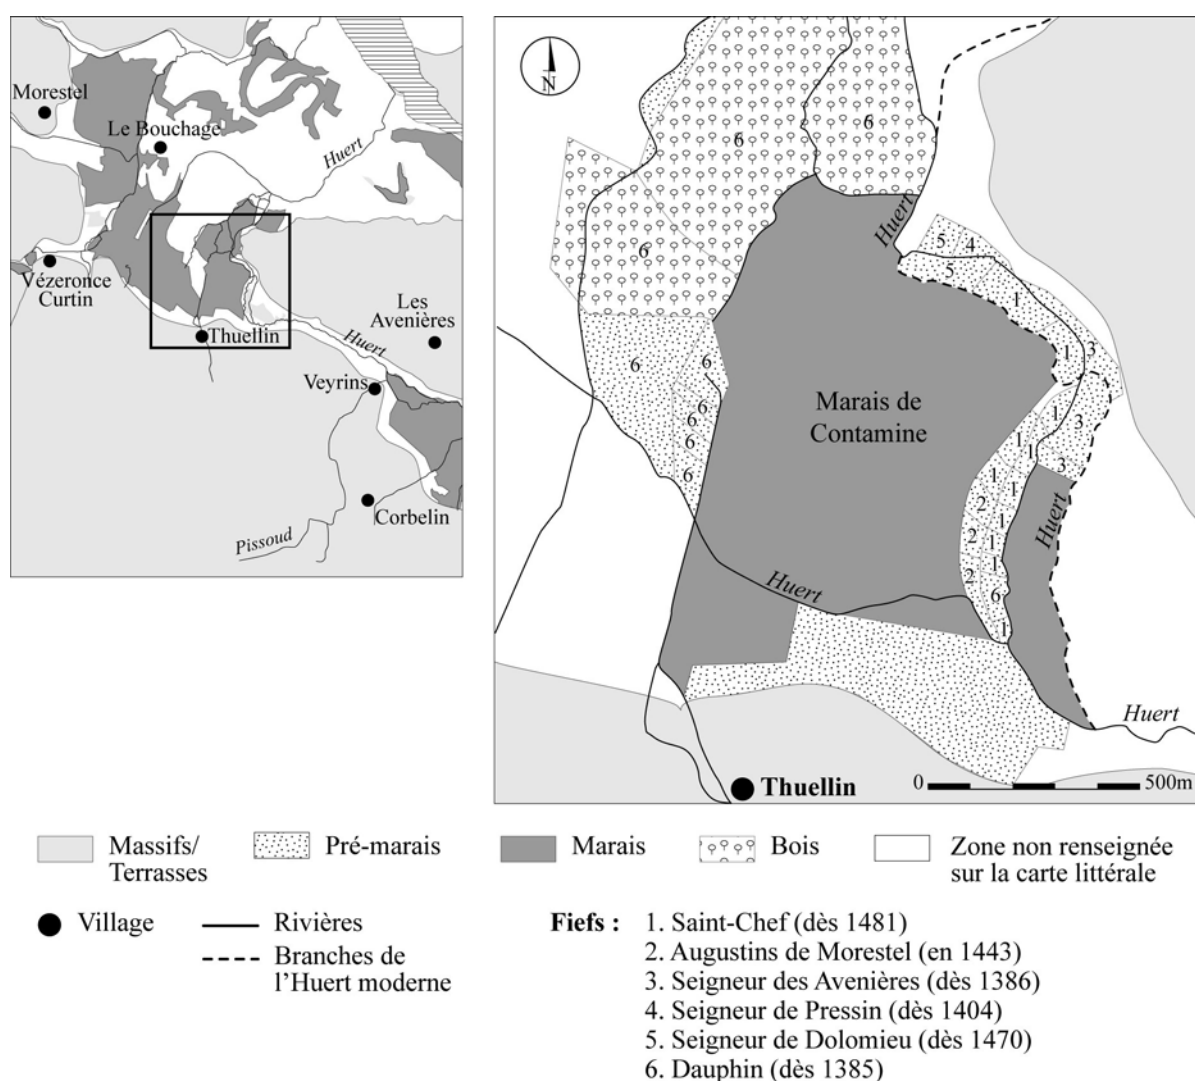 Morestel
Le Bouchage
Huert
Vézeronce
Curtin
Thuellin
Les
Avenières
Huert
Veyrins
Corbelin
Pissoud
N
6
6
6
Huert
5
4
5
1
1
3
6
6
6
6
6
6
Marais de
Contamine
1
3
1
1
3
1
2
1
1
2
1
2
6
1
Huert
Huert
Huert
Thuellin
0
500m
Massifs/
Terrasses
Pré-marais
Marais
Bois
Zone non renseignée
sur la carte littérale
Village
Rivières
Branches de
l'Huert moderne
Fiefs :
1. Saint-Chef (dès 1481)
2. Augustins de Morestel (en 1443)
3. Seigneur des Avenières (dès 1386)
4. Seigneur de Pressin (dès 1404)
5. Seigneur de Dolomieu (dès 1470)
6. Dauphin (dès 1385)